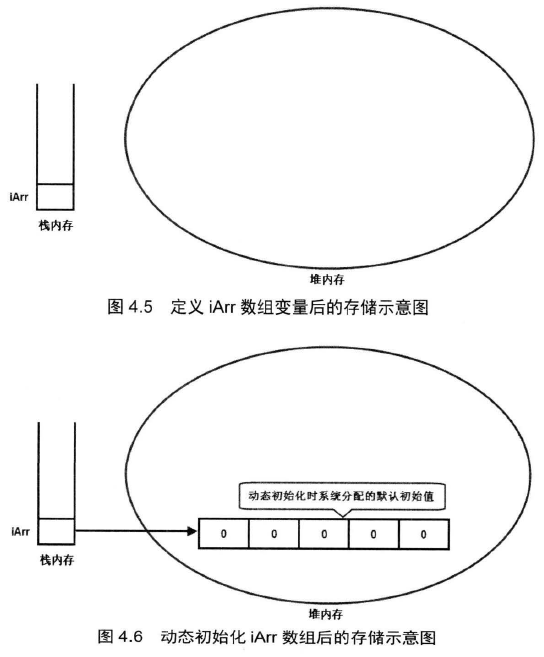 iArr
栈内存
堆内存
图 4.5 定义 iArr 数组变量后的存储示意图
动态初始化时系统分配的默认初始值
iArr
0 0 0 0 0
栈内存
堆内存
图 4.6 动态初始化 iArr 数组后的存储示意图